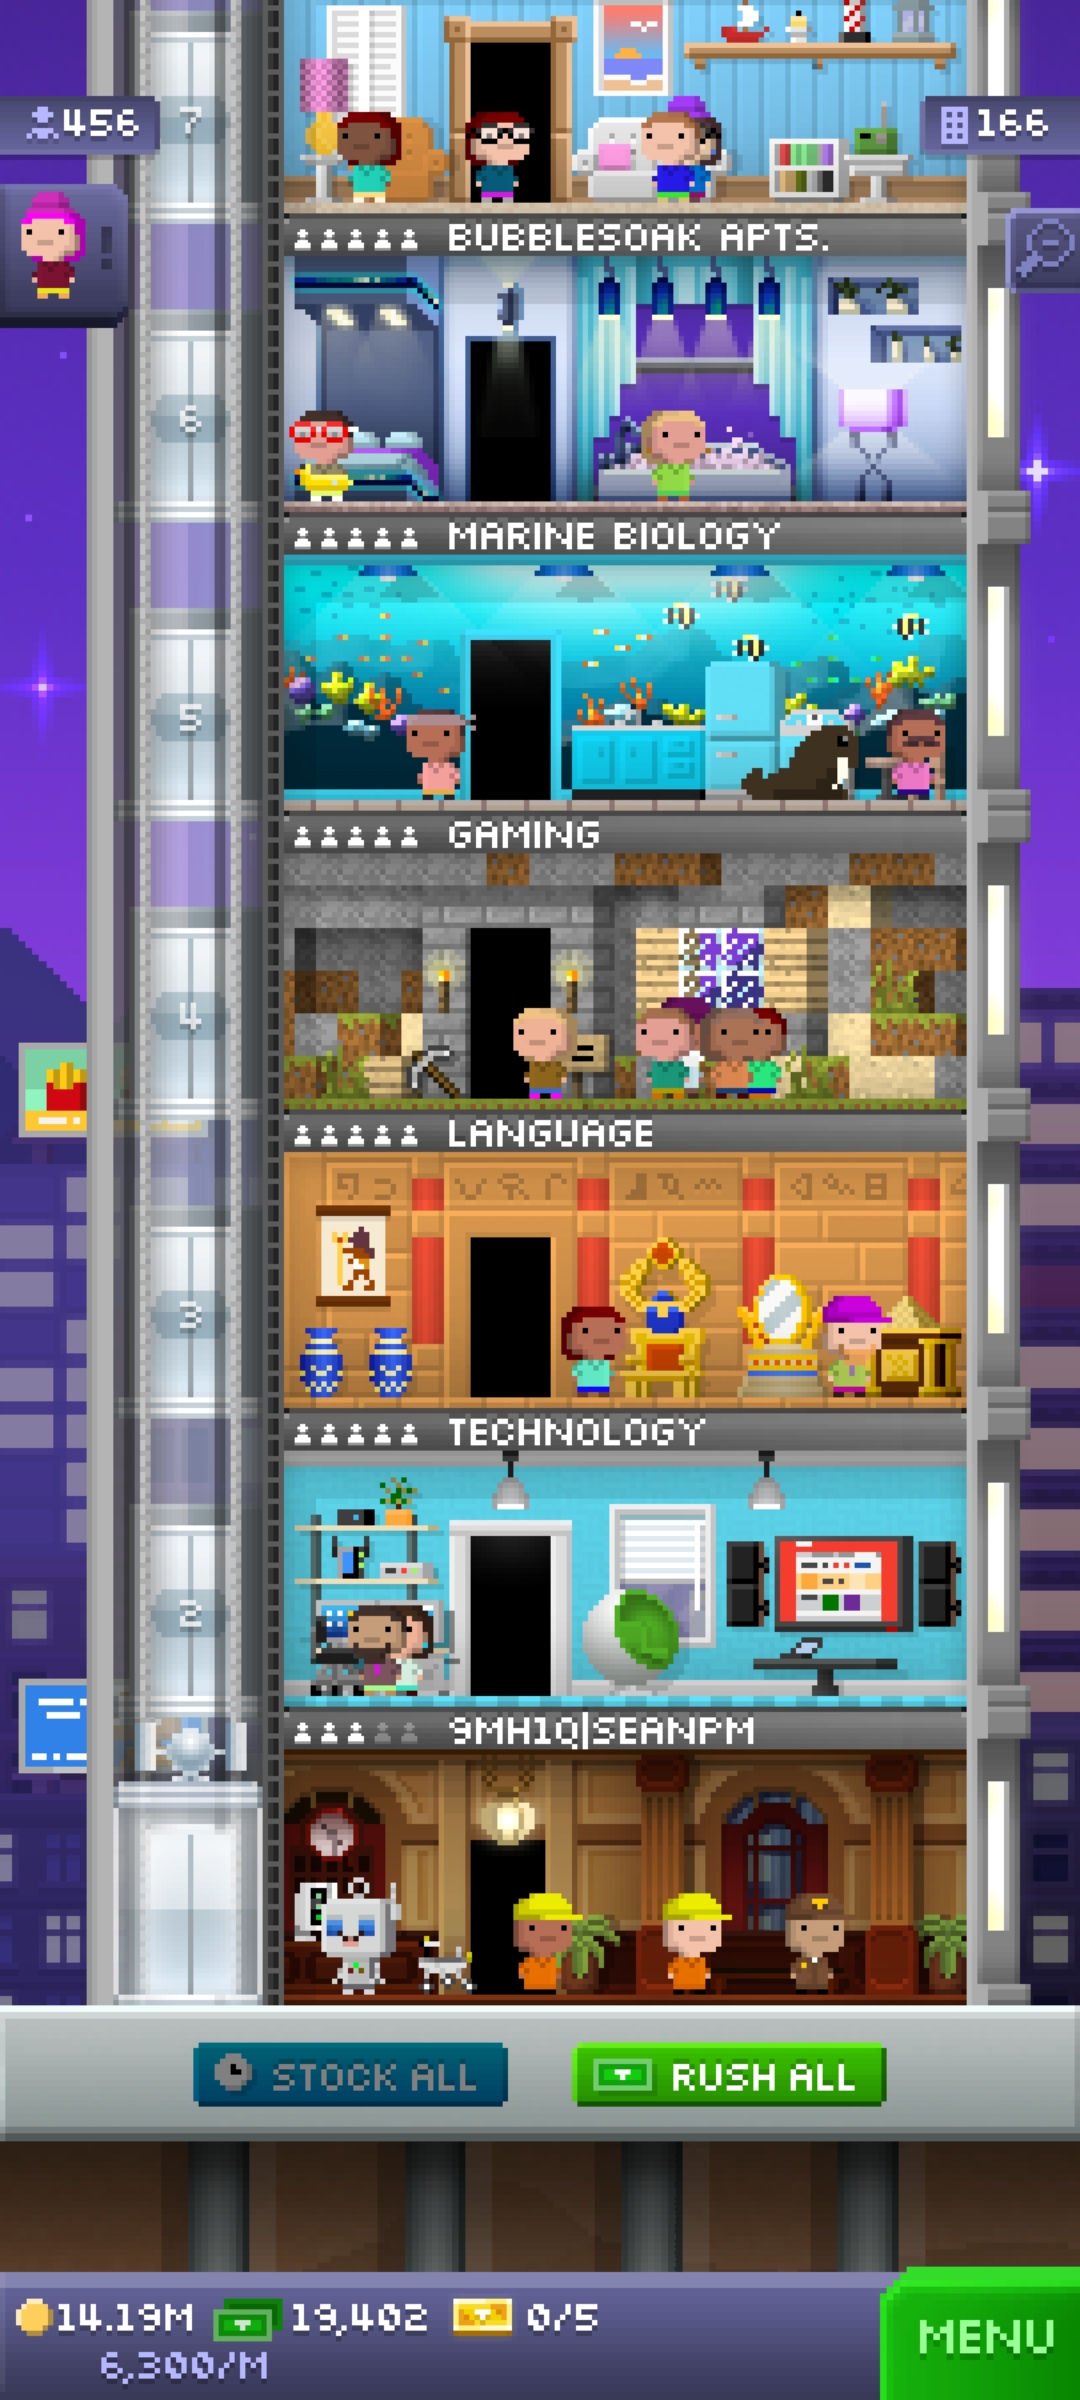 7
456
166
BUBBLESOAK APTS.
6
MARINE BIOLOGY
5
GAMING
4
LANGUAGE
3
TECHNOLOGY
2
9MH1Q|SEANPM
STOCK ALL
RUSH ALL
14.19M 19,402 0/5
6,300/M
MENU